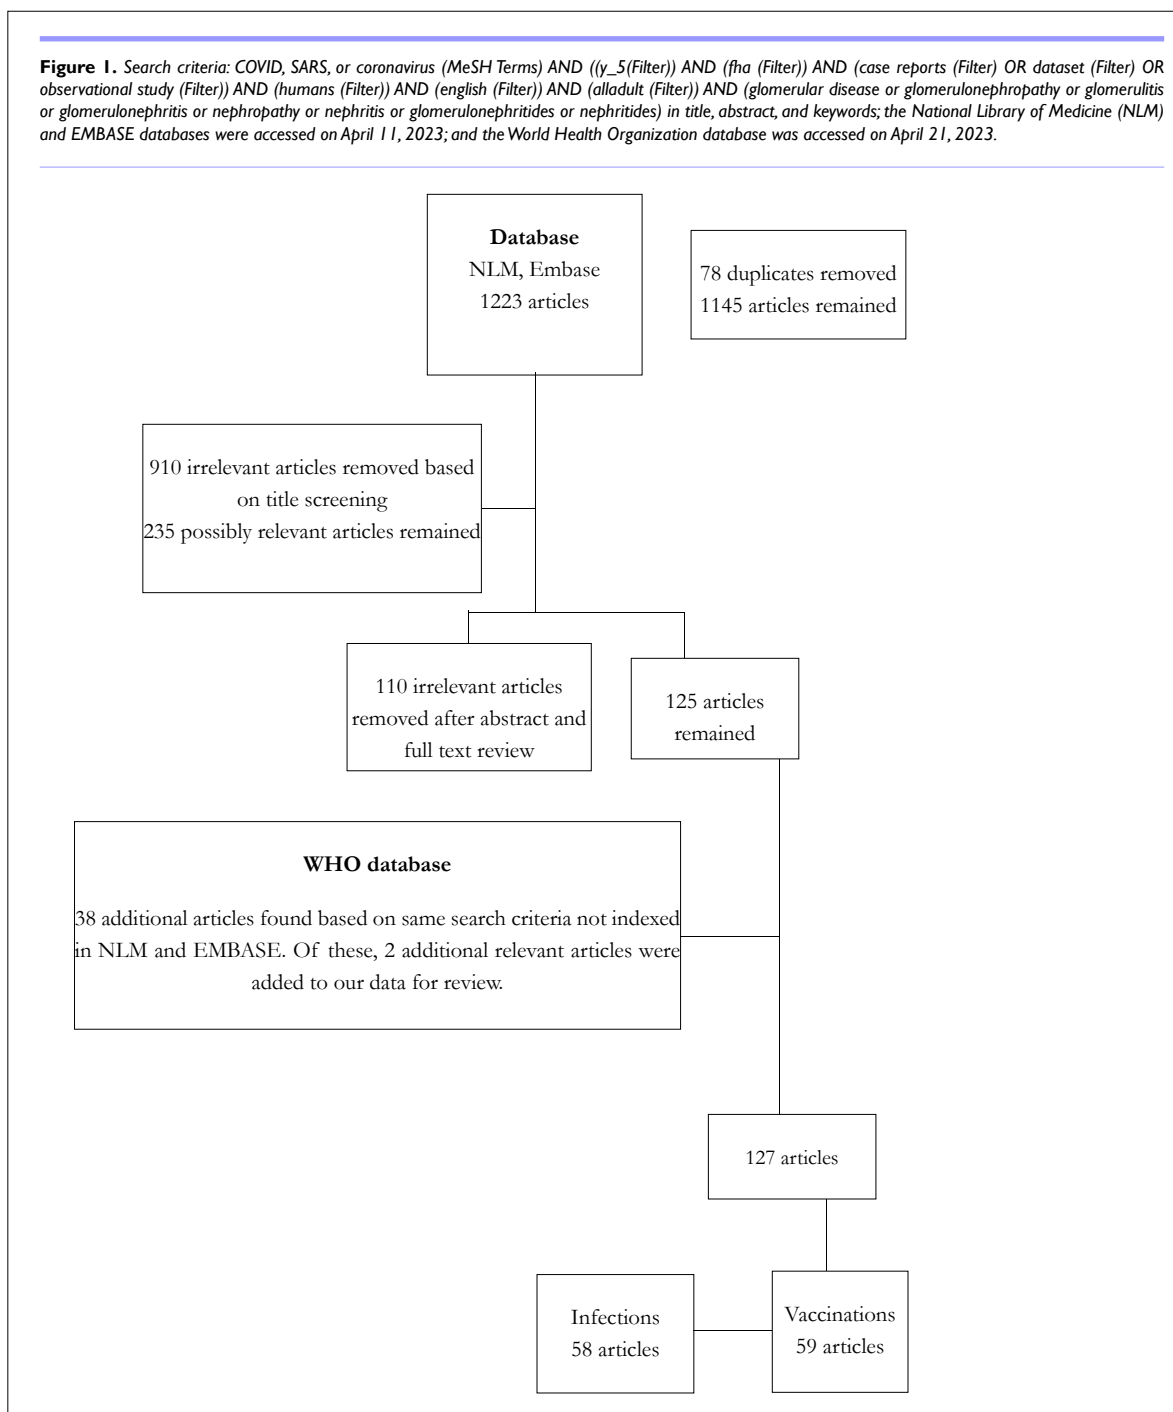 Figure 1. Search criteria: COVID, SARS, or coronavirus (MeSH Terms) AND ((y_5(Filter)) AND (fha (Filter)) AND (case reports (Filter) OR dataset (Filter) OR
observational study (Filter)) AND (humans (Filter)) AND (english (Filter)) AND (alladult (Filter)) AND (glomerular disease or glomerulonephropathy or glomerulitis
or glomerulonephritis or nephropathy or nephritis or glomerulonephritides or nephritides) in title, abstract, and keywords; the National Library of Medicine (NLM)
and EMBASE databases were accessed on April 11, 2023; and the World Health Organization database was accessed on April 21, 2023.
Database
NLM, Embase
1223 articles
78 duplicates removed
1145 articles remained
910 irrelevant articles removed based
on title screening
235 possibly relevant articles remained
110 irrelevant articles
removed after abstract and
full text review
125 articles
remained
WHO database
38 additional articles found based on same search criteria not indexed
in NLM and EMBASE. Of these, 2 additional relevant articles were
added to our data for review.
127 articles
Infections
58 articles
Vaccinations
59 articles